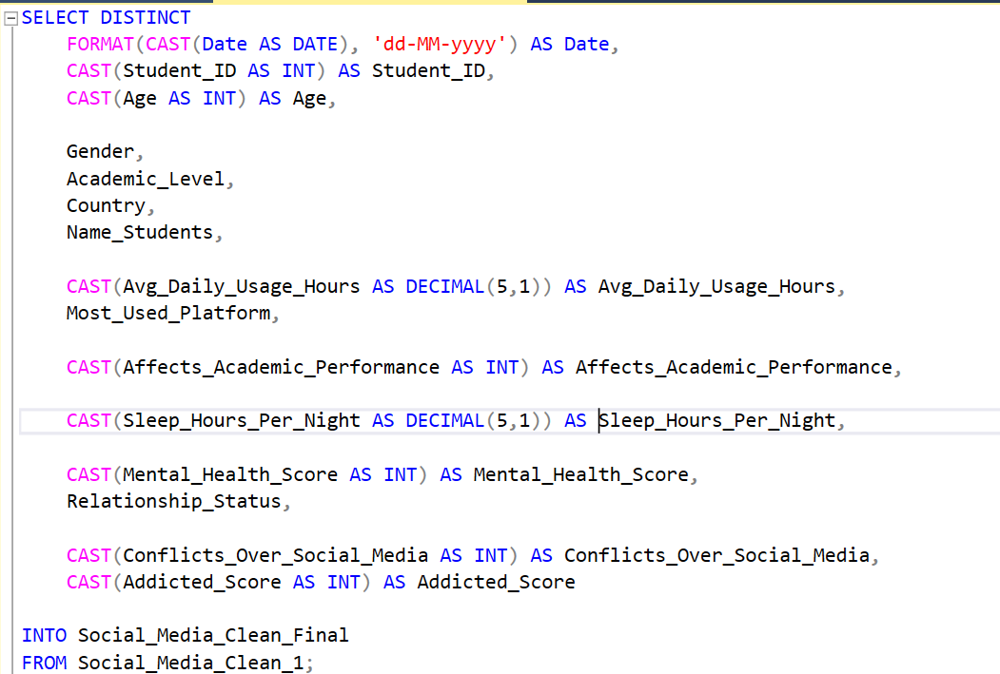 SELECT DISTINCT
FORMAT(CAST(Date AS DATE), 'dd-MM-yyyy') AS Date,
CAST(Student_ID AS INT) AS Student_ID,
CAST(Age AS INT) AS Age,
Gender,
Academic_Level,
Country,
Name_Students,
CAST(Avg_Daily_Usage_Hours AS DECIMAL(5,1)) AS Avg_Daily_Usage_Hours,
Most_Used_Platform,
CAST(Affects_Academic_Performance AS INT) AS Affects_Academic_Performance,
CAST(Sleep_Hours_Per_Night AS DECIMAL(5,1)) AS Sleep_Hours_Per_Night,
CAST(Mental_Health_Score AS INT) AS Mental_Health_Score,
Relationship_Status,
CAST(Conflicts_Over_Social_Media AS INT) AS Conflicts_Over_Social_Media,
CAST(Addicted_Score AS INT) AS Addicted_Score
INTO Social_Media_Clean_Final
FROM Social_Media_Clean_1;